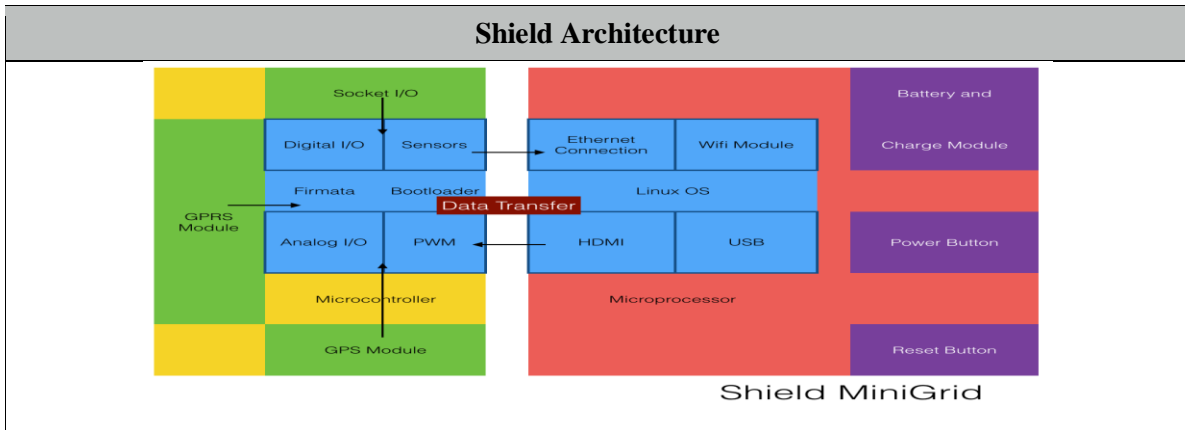 Shield Architecture
Socket I/O
Battery and
Digital I/O
Sensors
Ethernet
Connection
Wifi Module
Charge Module
Firmata
Bootloader
Linux OS
Data Transfer
GPRS
Module
Analog I/O
PWM
HDMI
USB
Power Button
Microcontroller
Microprocessor
GPS Module
Reset Button
Shield MiniGrid